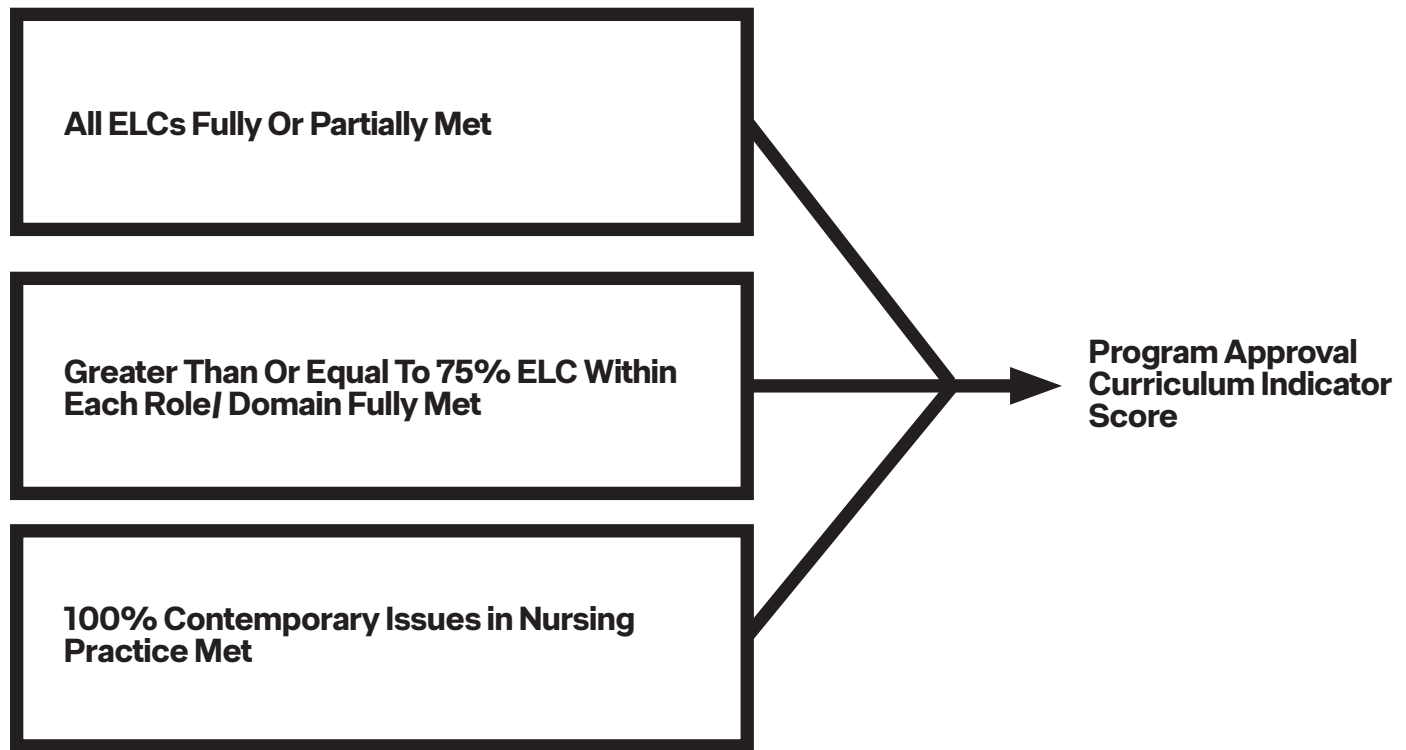 All ELCs Fully Or Partially Met
Greater Than Or Equal To 75% ELC Within
Each Role/ Domain Fully Met
100% Contemporary Issues in Nursing
Practice Met
Program Approval
Curriculum Indicator
Score